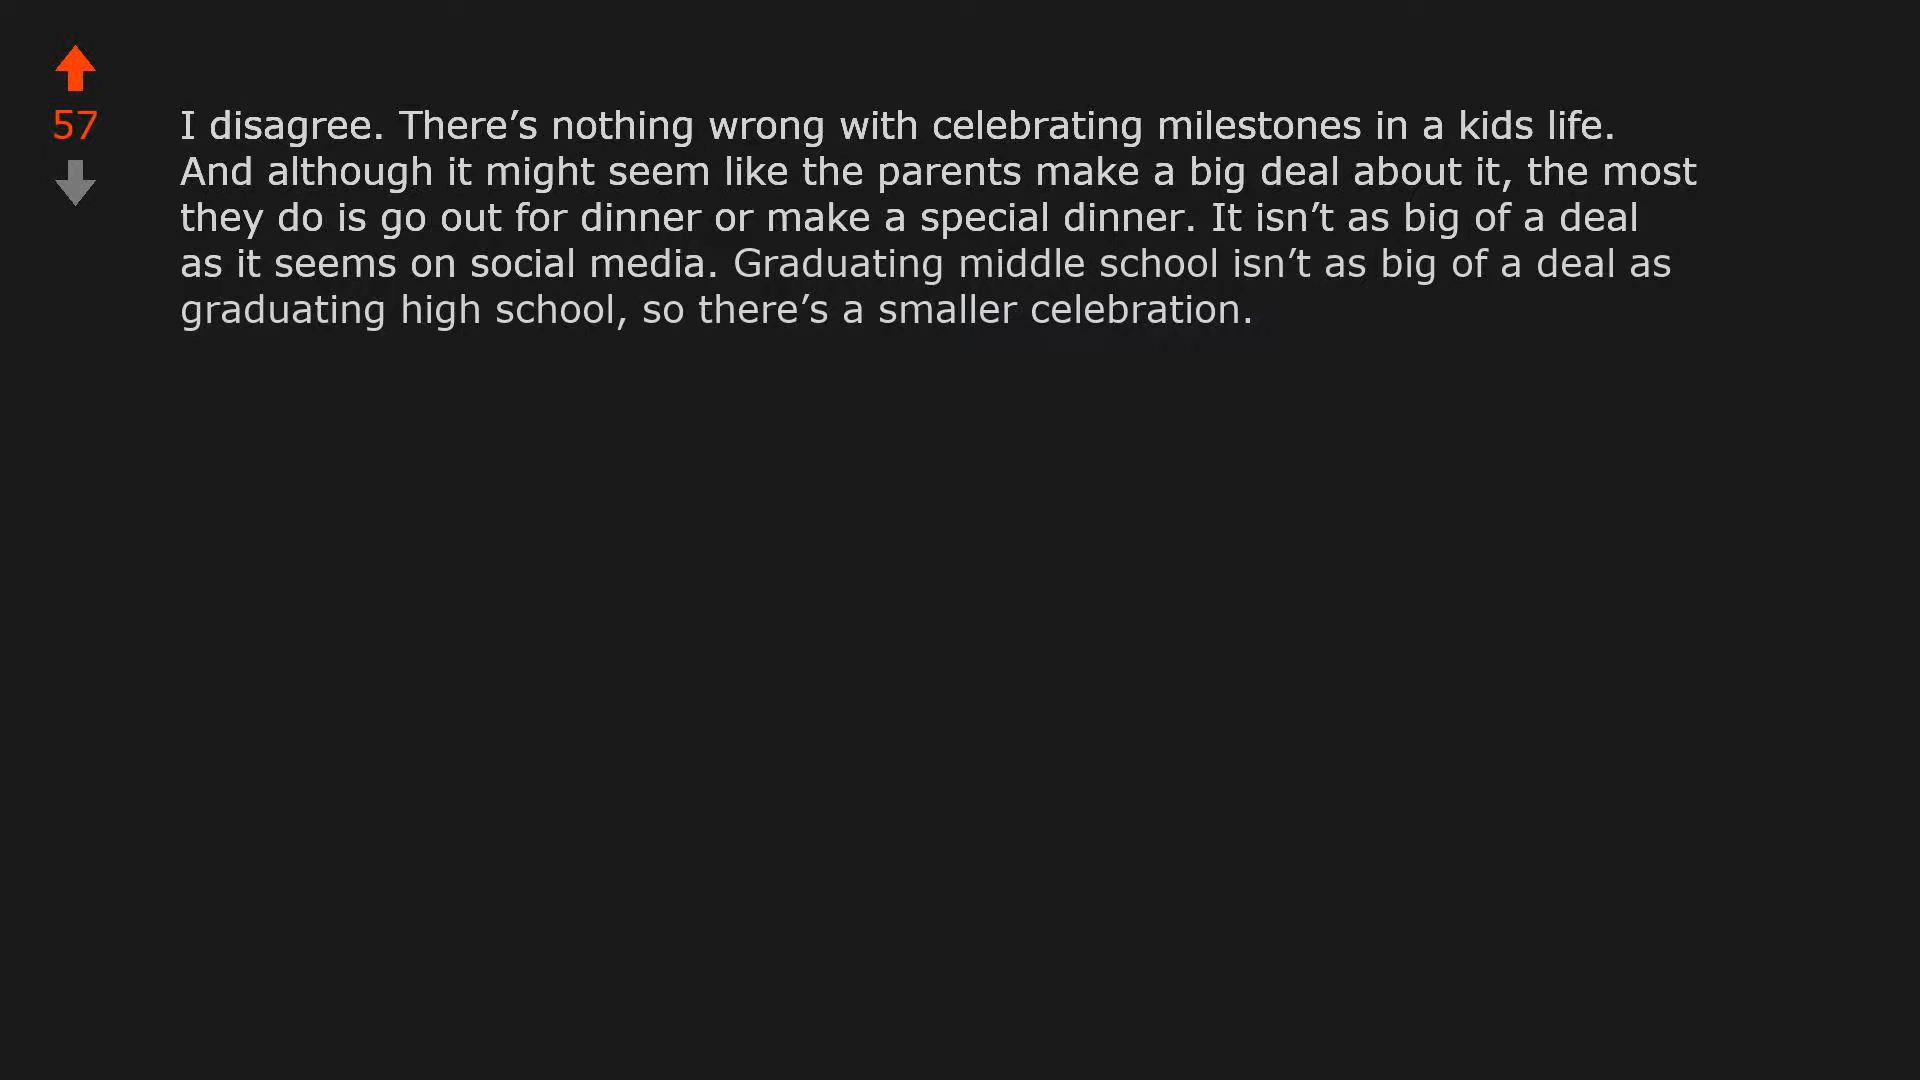 57
I disagree. There’s nothing wrong with celebrating milestones in a kids life.
And although it might seem like the parents make a big deal about it, the most
they do is go out for dinner or make a special dinner. It isn’t as big of a deal
as it seems on social media. Graduating middle school isn’t as big of a deal as
graduating high school, so there’s a smaller celebration.